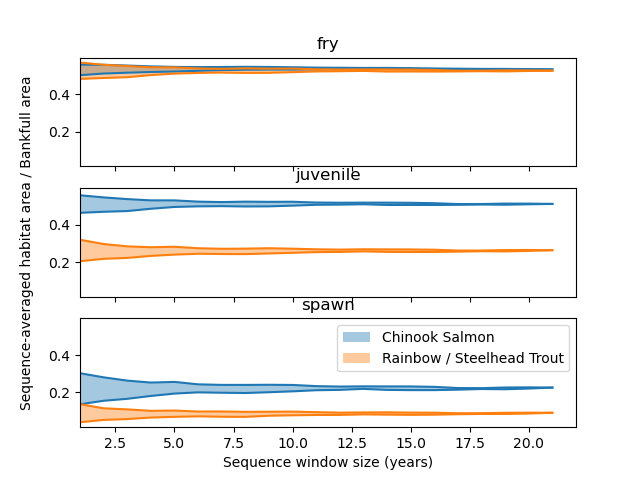 fry
0.4
0.2
juvenile
0.4
0.2
spawn
0.4
0.2
Chinook Salmon
Rainbow / Steelhead Trout
2.5 5.0 7.5 10.0 12.5 15.0 17.5 20.0
Sequence window size (years)
Sequence-averaged habitat area / Bankfull area